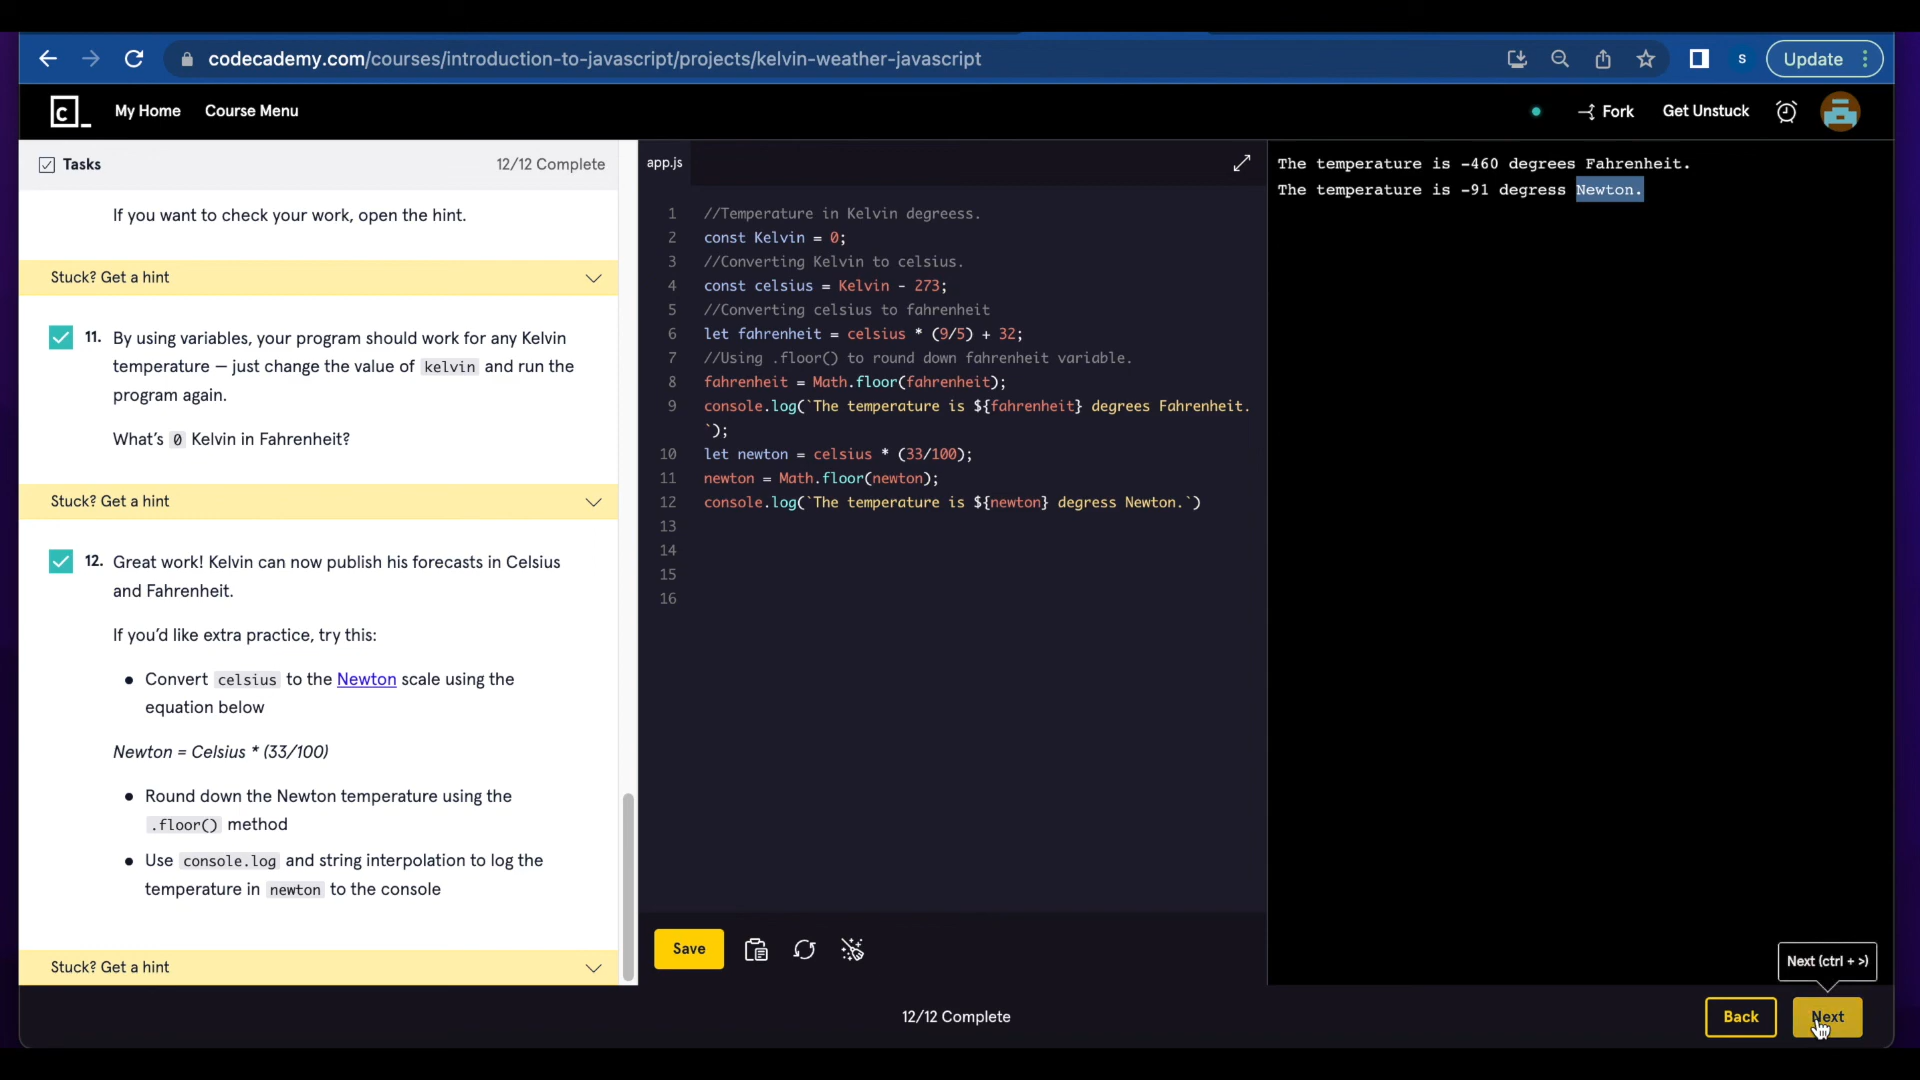 codecademy.com/courses/introduction-to-javascript/projects/kelvin-weather-javascript
s
Update
c_
My Home
Course Menu
Fork
Get Unstuck
Tasks
12/12 Complete
If you want to check your work, open the hint.
Stuck? Get a hint
11. By using variables, your program should work for any Kelvin
temperature — just change the value of kelvin and run the
program again.
What's 0 Kelvin in Fahrenheit?
Stuck? Get a hint
12. Great work! Kelvin can now publish his forecasts in Celsius
and Fahrenheit.
If you'd like extra practice, try this:
• Convert celsius to the Newton scale using the
equation below
Newton = Celsius * (33/100)
• Round down the Newton temperature using the
.floor() method
• Use console.log and string interpolation to log the
temperature in newton to the console
Stuck? Get a hint
app.js
1 //Temperature in Kelvin degreess.
2 const Kelvin = 0;
3 //Converting Kelvin to celsius.
4 const celsius = Kelvin - 273;
5 //Converting celsius to fahrenheit
6 let fahrenheit = celsius * (9/5) + 32;
7 //Using .floor() to round down fahrenheit variable.
8 fahrenheit = Math.floor(fahrenheit);
9 console.log(`The temperature is ${fahrenheit} degrees Fahrenheit.
`);
10 let newton = celsius * (33/100);
11 newton = Math.floor(newton);
12 console.log(`The temperature is ${newton} degress Newton.`)
13
14
15
16
Save
The temperature is -460 degrees Fahrenheit.
The temperature is -91 degress Newton.
Next (ctrl + >)
12/12 Complete
Back
Next